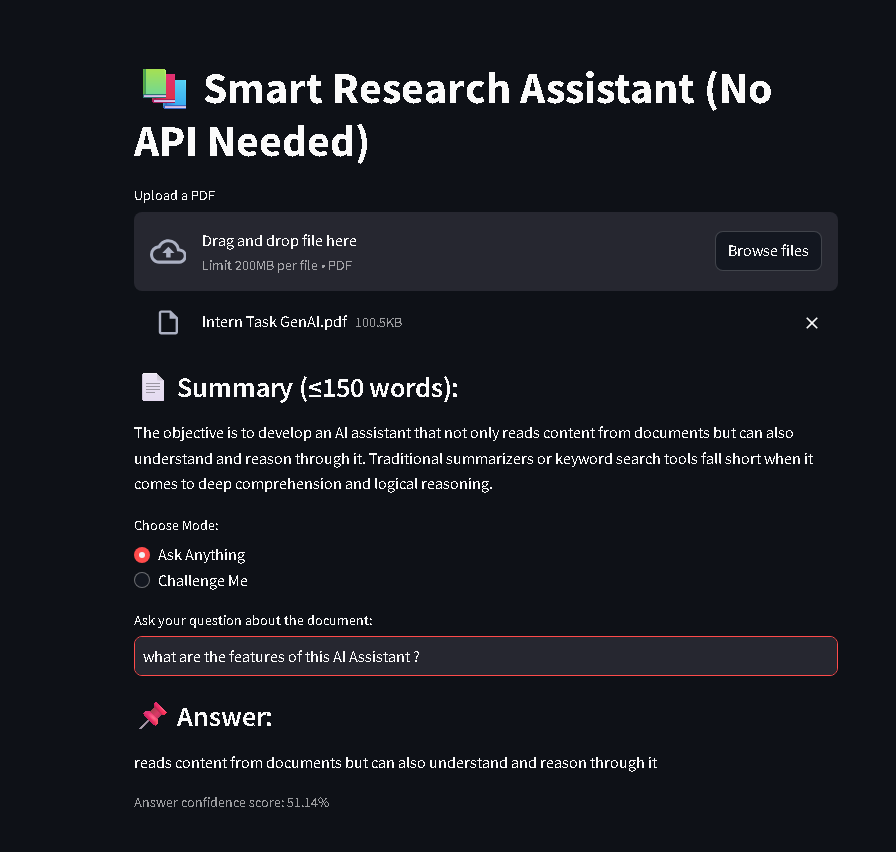 Smart Research Assistant (No
API Needed)
Upload a PDF
Drag and drop file here
Limit 200MB per file • PDF
Browse files
Intern Task GenAI.pdf 100.5KB
Summary (≤150 words):
The objective is to develop an AI assistant that not only reads content from documents but can also
understand and reason through it. Traditional summarizers or keyword search tools fall short when it
comes to deep comprehension and logical reasoning.
Choose Mode:
Ask Anything
Challenge Me
Ask your question about the document:
what are the features of this AI Assistant ?
Answer:
reads content from documents but can also understand and reason through it
Answer confidence score: 51.14%